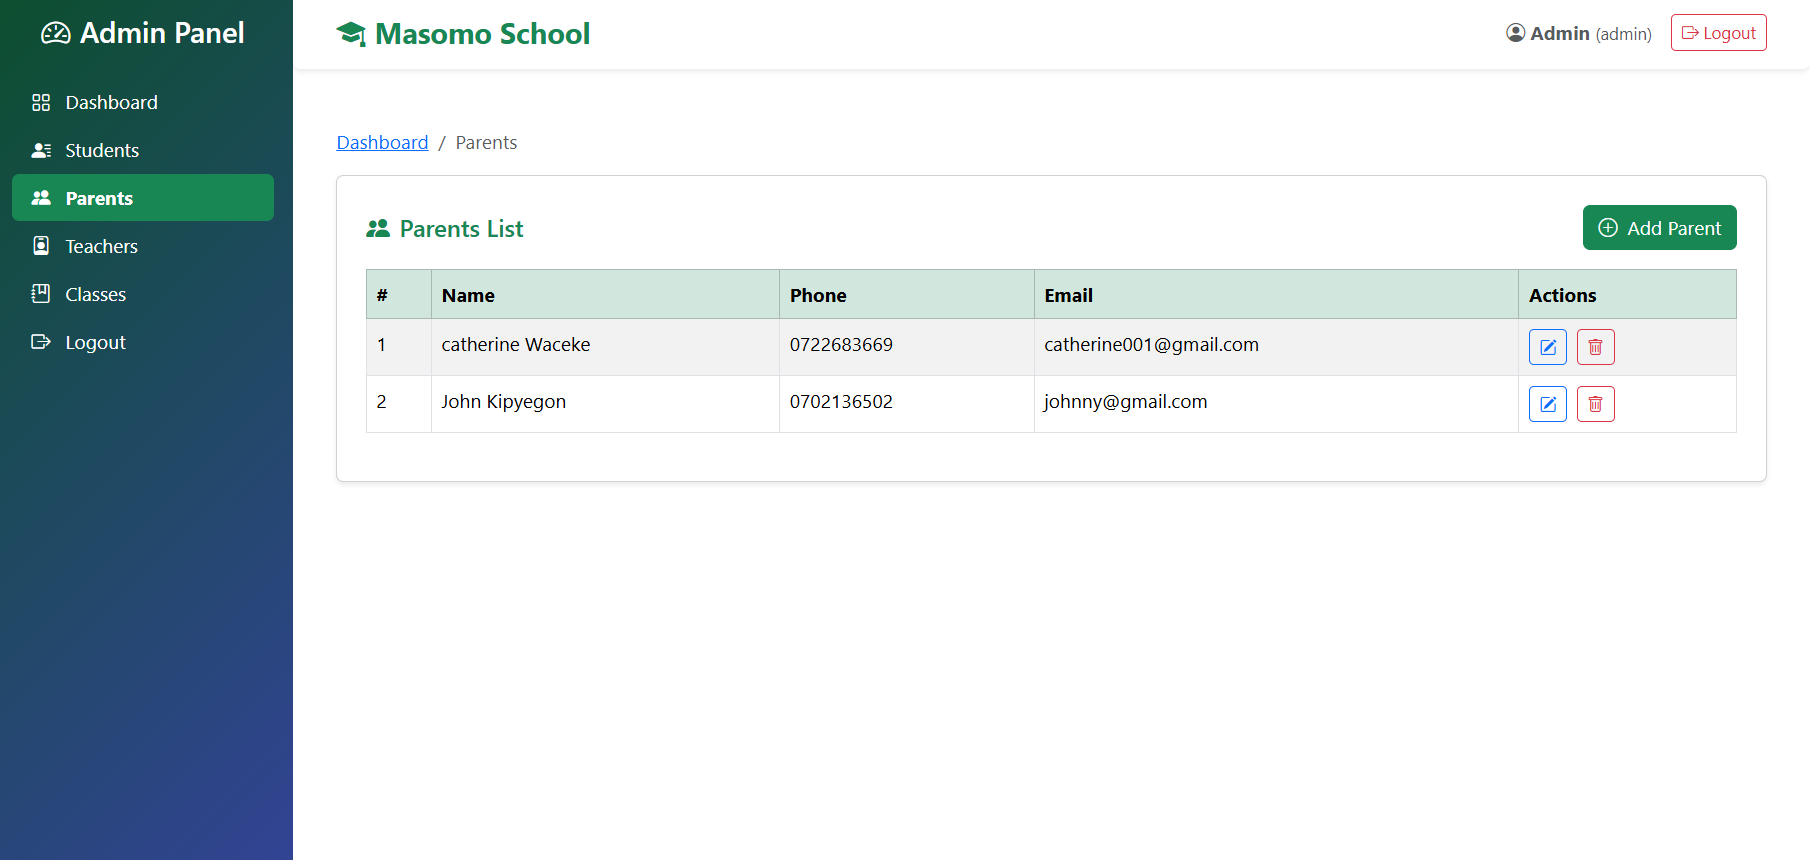 Admin Panel
Dashboard
Students
Parents
Teachers
Classes
Logout
Masomo School
Admin (admin)
Logout
Dashboard / Parents
Parents List
Add Parent
# Name Phone Email Actions
1 catherine Waceke 0722683669 catherine001@gmail.com
2 John Kipyegon 0702136502 johnny@gmail.com